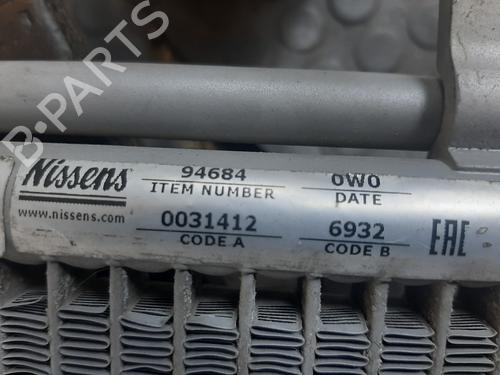 B-PARTS
Nissens
www.nissens.com
94684
ITEM NUMBER
0031412
CODE A
0W0
DATE
6932
CODE B
EAC